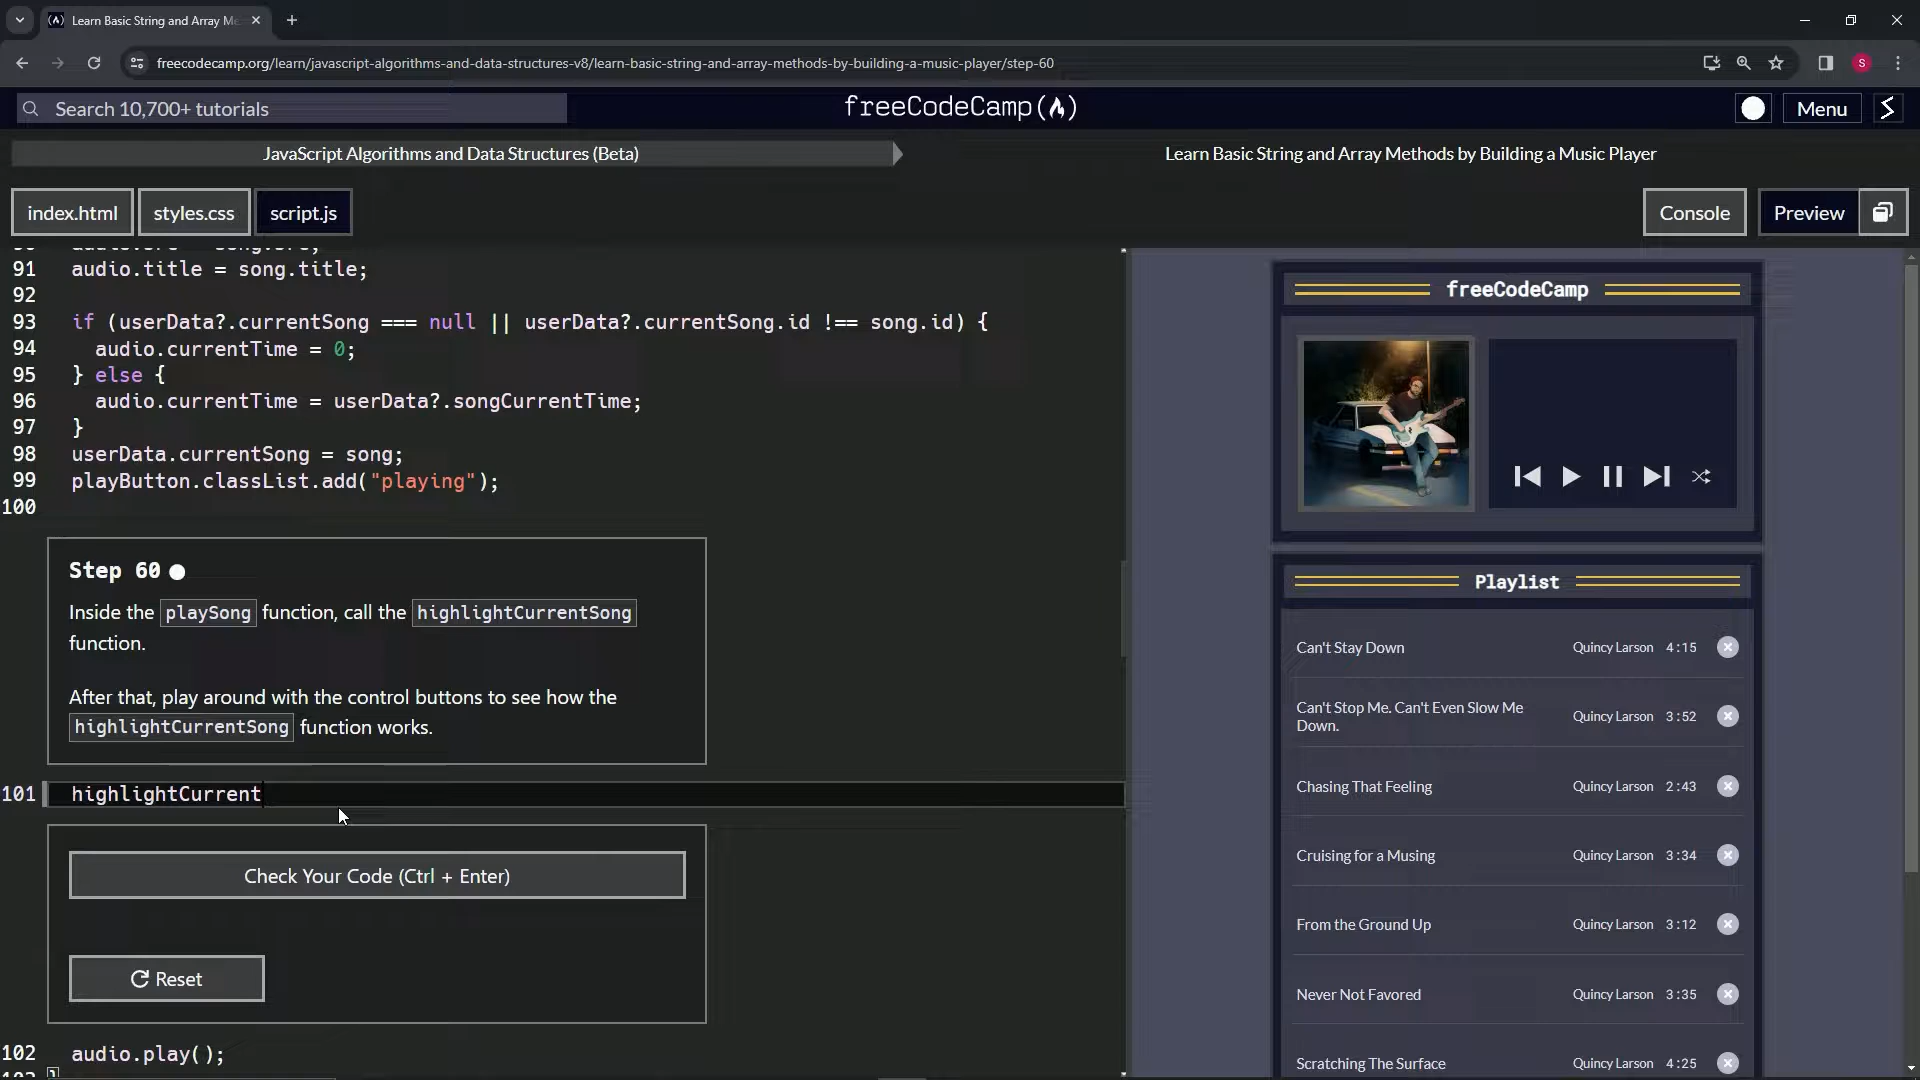 Learn Basic String and Array Me
freecodecamp.org/learn/javascript-algorithms-and-data-structures-v8/learn-basic-string-and-array-methods-by-building-a-music-player/step-60
S
Search 10,700+ tutorials
freeCodeCamp(🔥)
Menu
JavaScript Algorithms and Data Structures (Beta)
Learn Basic String and Array Methods by Building a Music Player
index.html
styles.css
script.js
Console
Preview
91 audio.title = song.title;
92
93 if (userData?.currentSong === null || userData?.currentSong.id !== song.id) {
94 audio.currentTime = 0;
95 } else {
96 audio.currentTime = userData?.songCurrentTime;
97 }
98 userData.currentSong = song;
99 playButton.classList.add("playing");
100
Step 60
Inside the playSong function, call the highlightCurrentSong
function.
After that, play around with the control buttons to see how the
highlightCurrentSong function works.
101 highlightCurrent
Check Your Code (Ctrl + Enter)
Reset
102 audio.play();
freeCodeCamp
Playlist
Can't Stay Down Quincy Larson 4:15
Can't Stop Me. Can't Even Slow Me
Down. Quincy Larson 3:52
Chasing That Feeling Quincy Larson 2:43
Cruising for a Musing Quincy Larson 3:34
From the Ground Up Quincy Larson 3:12
Never Not Favored Quincy Larson 3:35
Scratching The Surface Quincy Larson 4:25